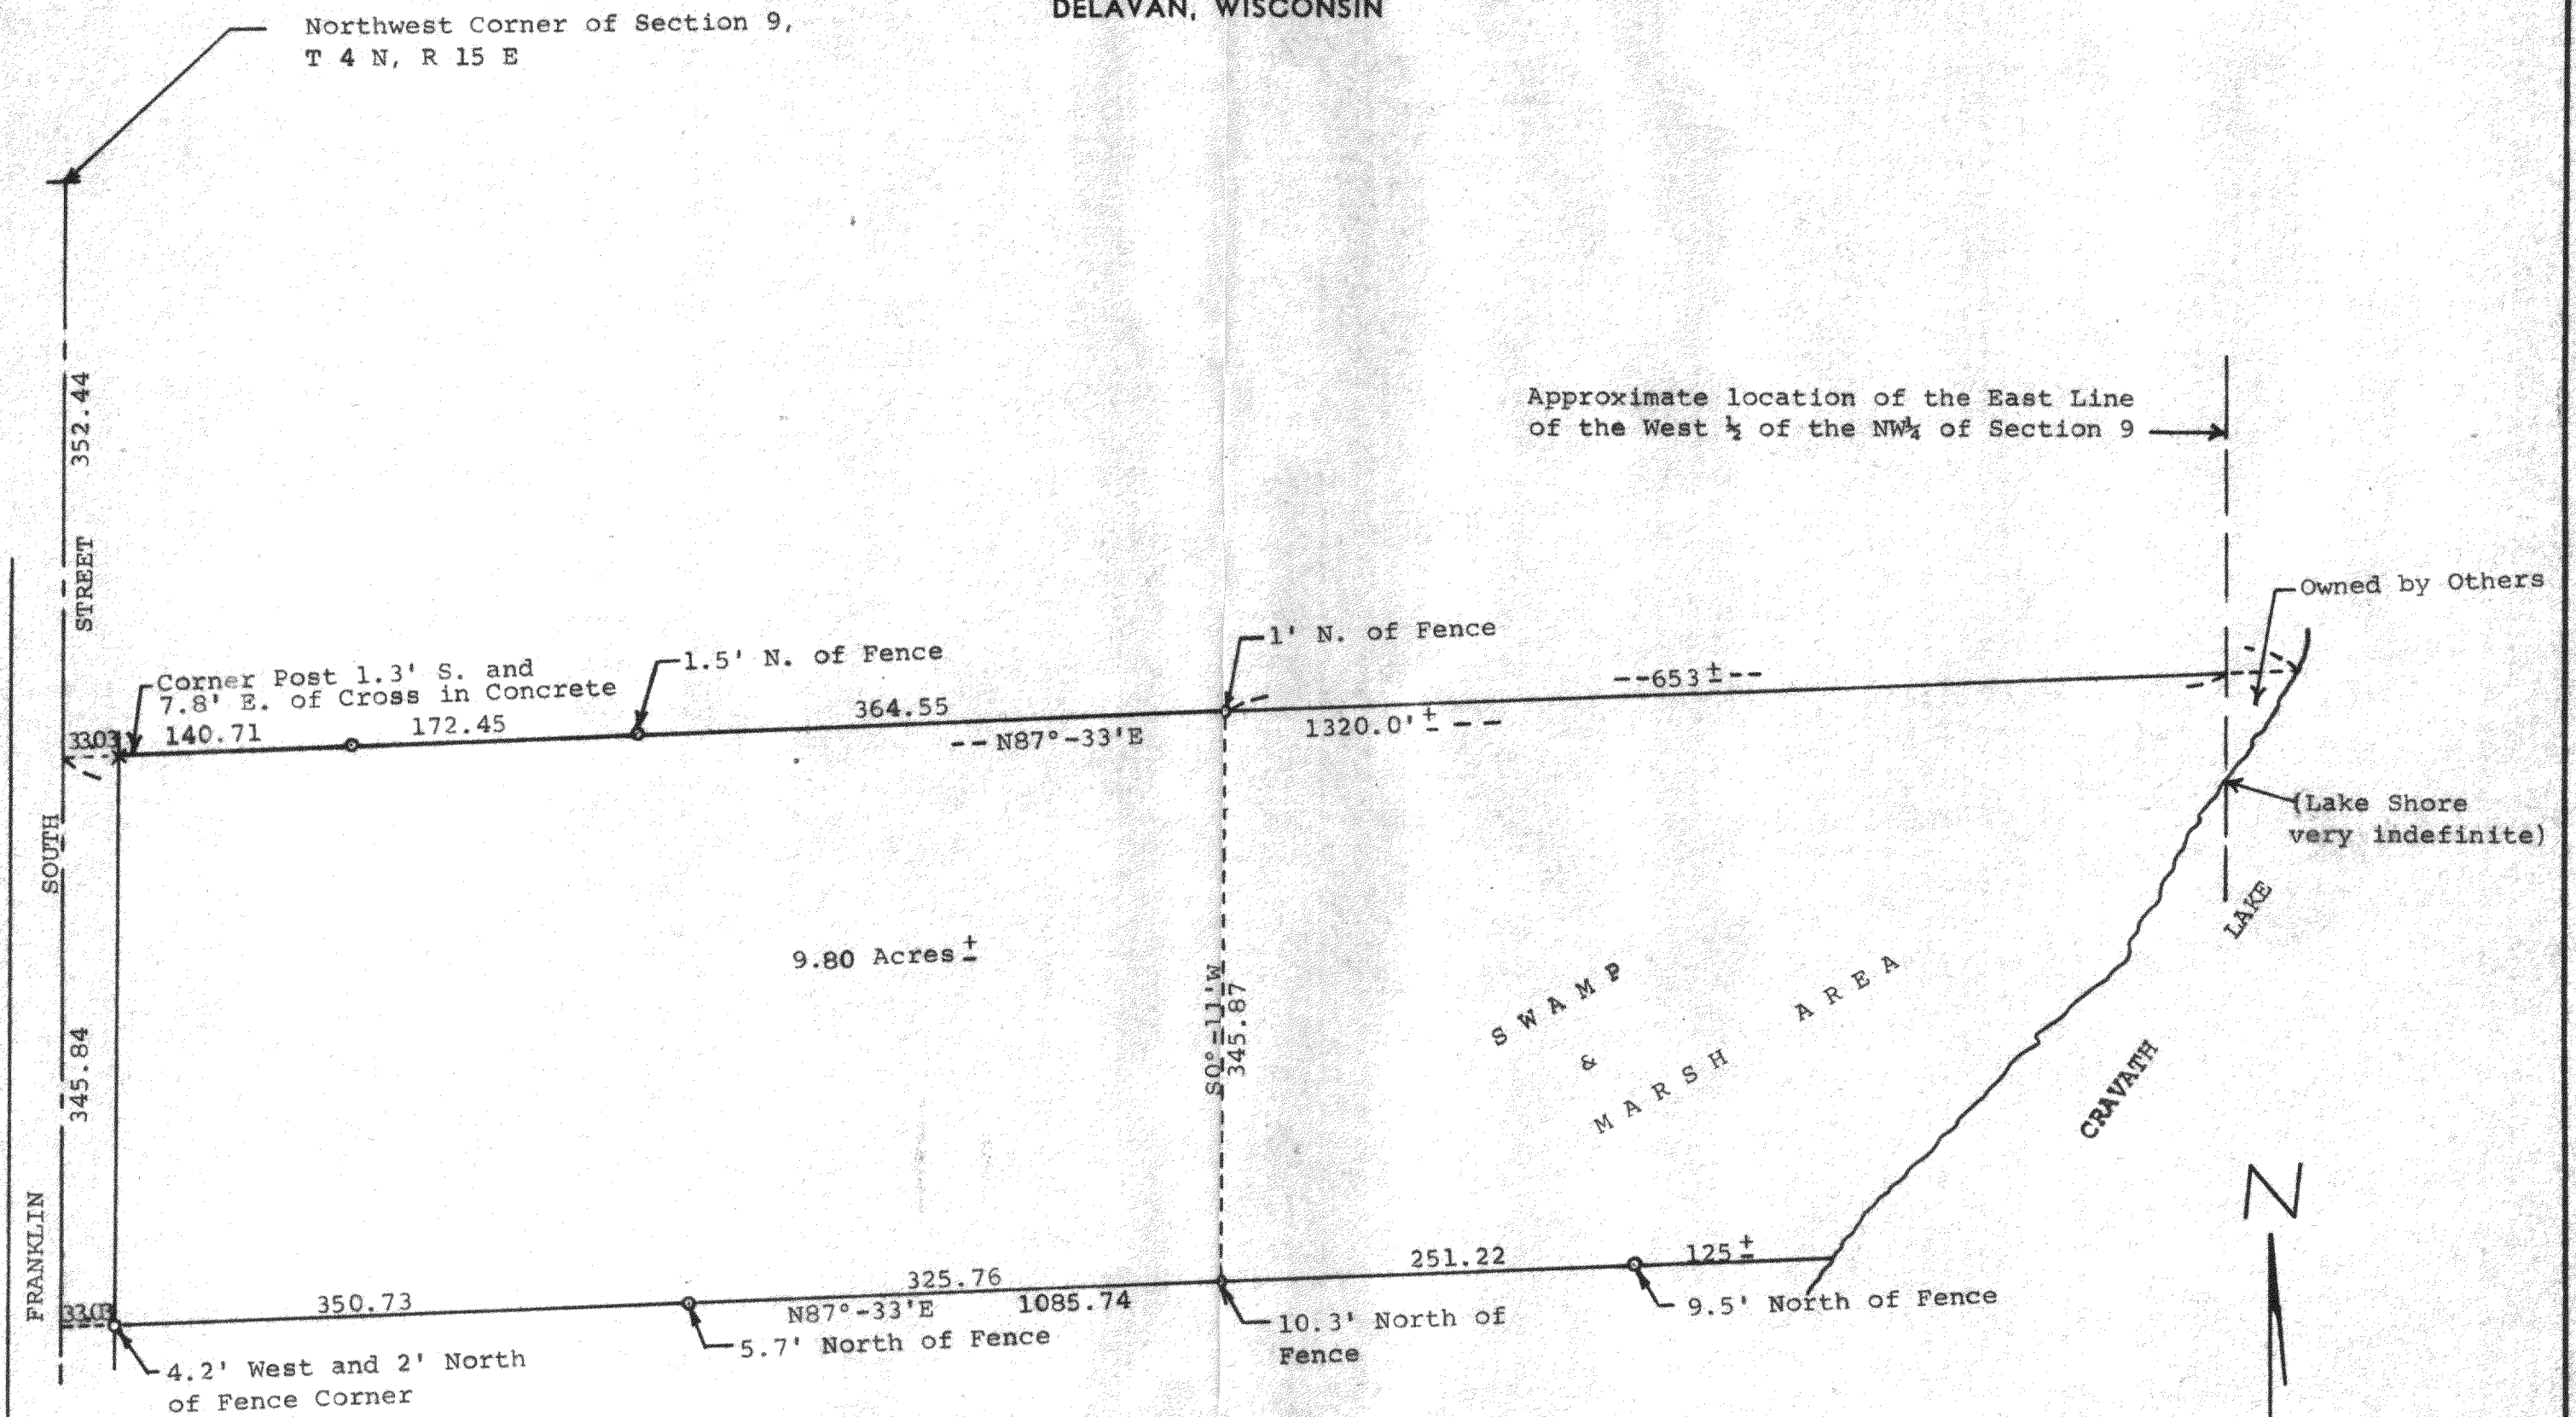 DELAVAN, WISCONSIN
Northwest Corner of Section 9,
T 4 N, R 15 E
352.44
Approximate location of the East Line
of the West ½ of the NW¼ of Section 9
STREET
Owned by Others
1' N. of Fence
1.5' N. of Fence
Corner Post 1.3' S. and
7.8' E. of Cross in Concrete
--653±--
364.55
33.03
140.71
172.45
--N87°-33'E
1320.0'± --
(Lake Shore
very indefinite)
SOUTH
LAKE
9.80 Acres±
S0°-11'W
345.87
SWAMP
&
MARSH AREA
345.84
CRAVATH
N
FRANKLIN
251.22
125±
325.76
350.73
33.03
N87°-33'E
1085.74
9.5' North of Fence
10.3' North of
Fence
5.7' North of Fence
4.2' West and 2' North
of Fence Corner